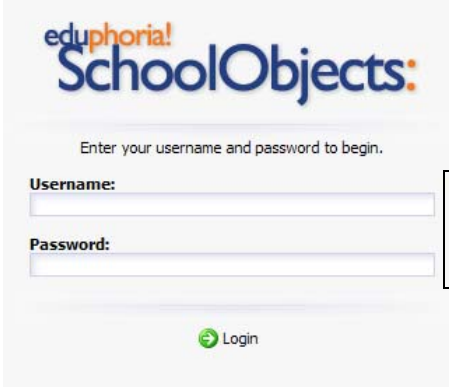 eduphoria!
SchoolObjects:
Enter your username and password to begin.
Username:
Password:
Login